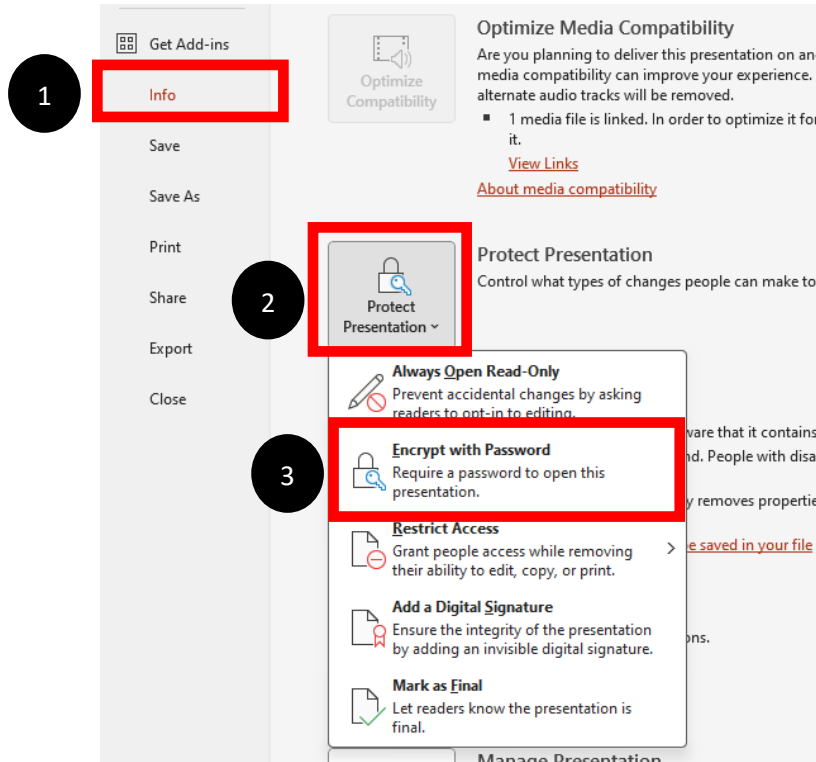 Get Add-ins
1
Info
Save
Save As
Print
Share
Export
Close
Optimize
Compatibility
Optimize Media Compatibility
Are you planning to deliver this presentation on
media compatibility can improve your experience.
alternate audio tracks will be removed.
1 media file is linked. In order to optimize it
it.
View Links
About media compatibility
2
Protect
Presentation
Protect Presentation
Control what types of changes people can make to
Always Open Read-Only
Prevent accidental changes by asking
readers to opt-in to editing.
3
Encrypt with Password
Require a password to open this
presentation.
Restrict Access
Grant people access while removing
their ability to edit, copy, or print.
Add a Digital Signature
Ensure the integrity of the presentation
by adding an invisible digital signature.
Mark as Final
Let readers know the presentation is
final.
that it contains
People with
removes
saved in your file
Manage Presentation